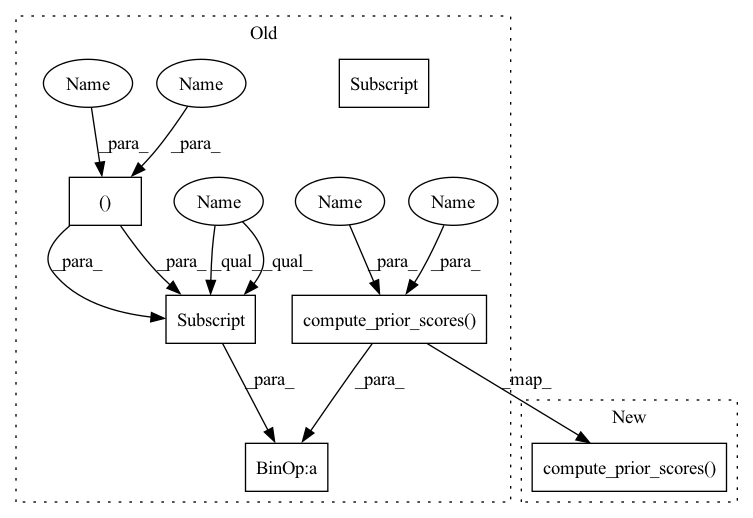 Old
Name
Name
Subscript
_para_
_para_
()
Name
Name
Name
_para_
_para_
_qual_
_qual_
_para_
_para_
Subscript
compute_prior_scores()
_para_
_para_
_map_
New
BinOp:a
compute_prior_scores()